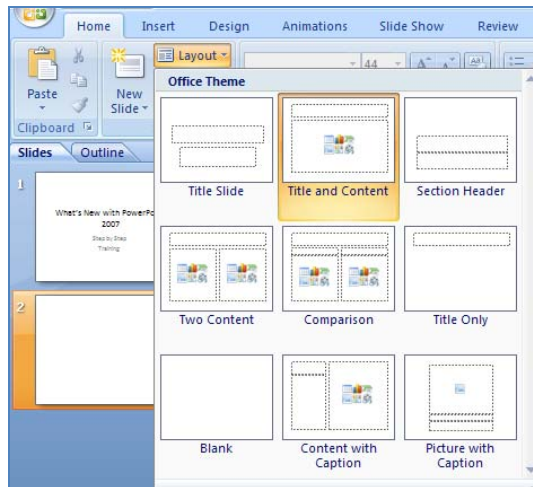 Home Insert Design Animations Slide Show Review
Layout
44
Paste
New
Slide
Clipboard
Office Theme
Slides Outline
Title Slide Title and Content Section Header
1
What's New with PowerPo
2007
Step by Step
Training
Two Content Comparison Title Only
2
Blank Content with
Caption Picture with
Caption